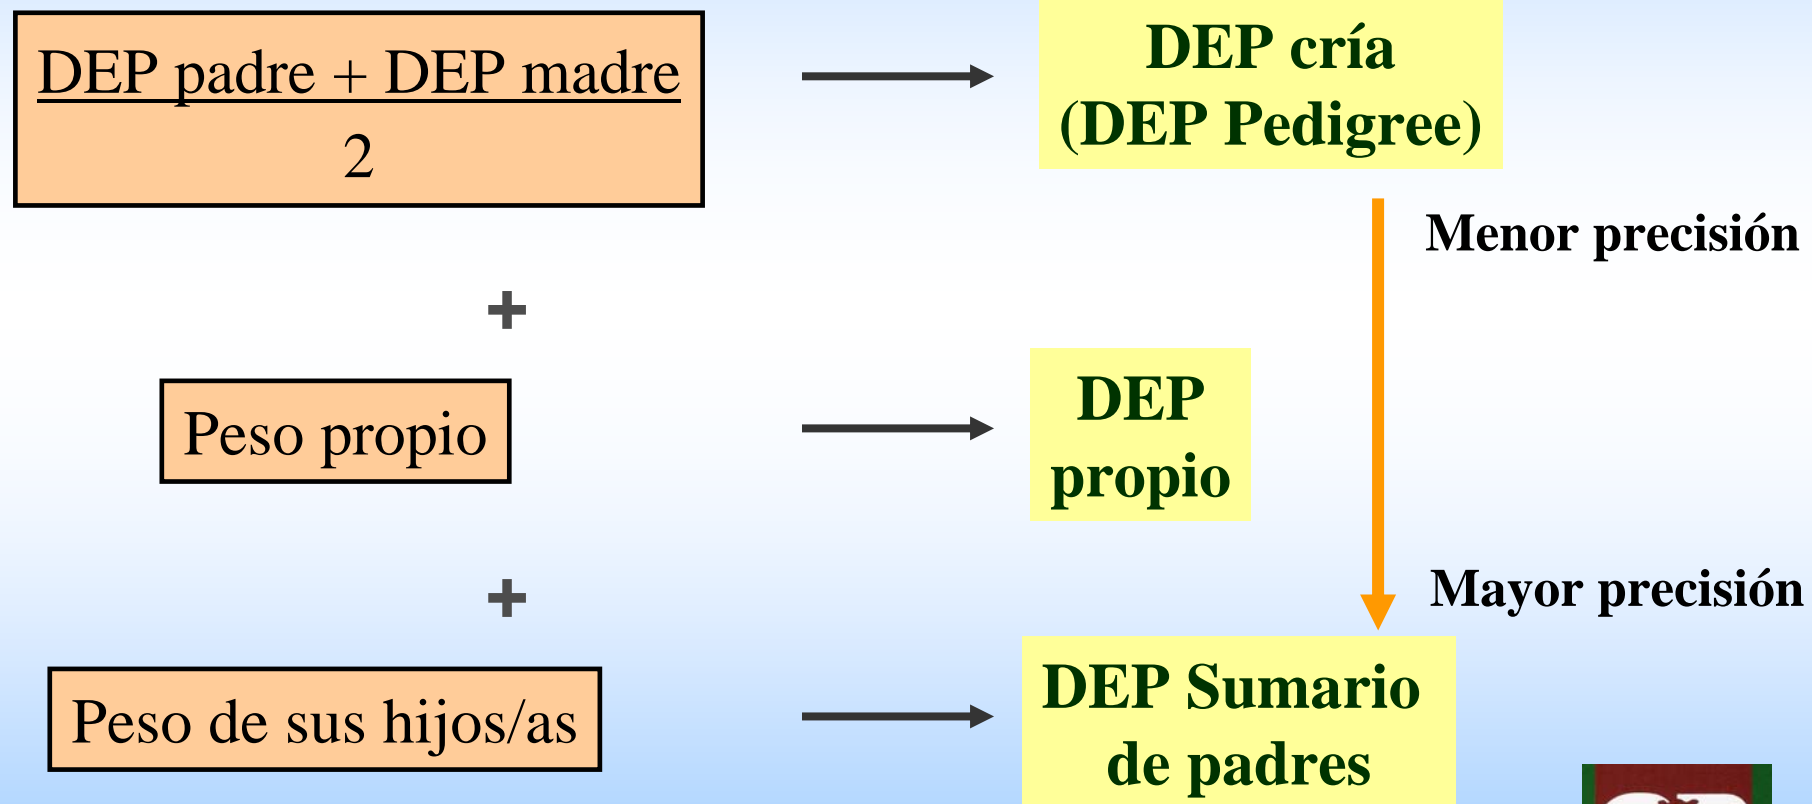 DEP padre + DEP madre
2
DEP cría
(DEP Pedigree)
Menor precisión
+
Peso propio
DEP
propio
+
Mayor precisión
Peso de sus hijos/as
DEP Sumario
de padres